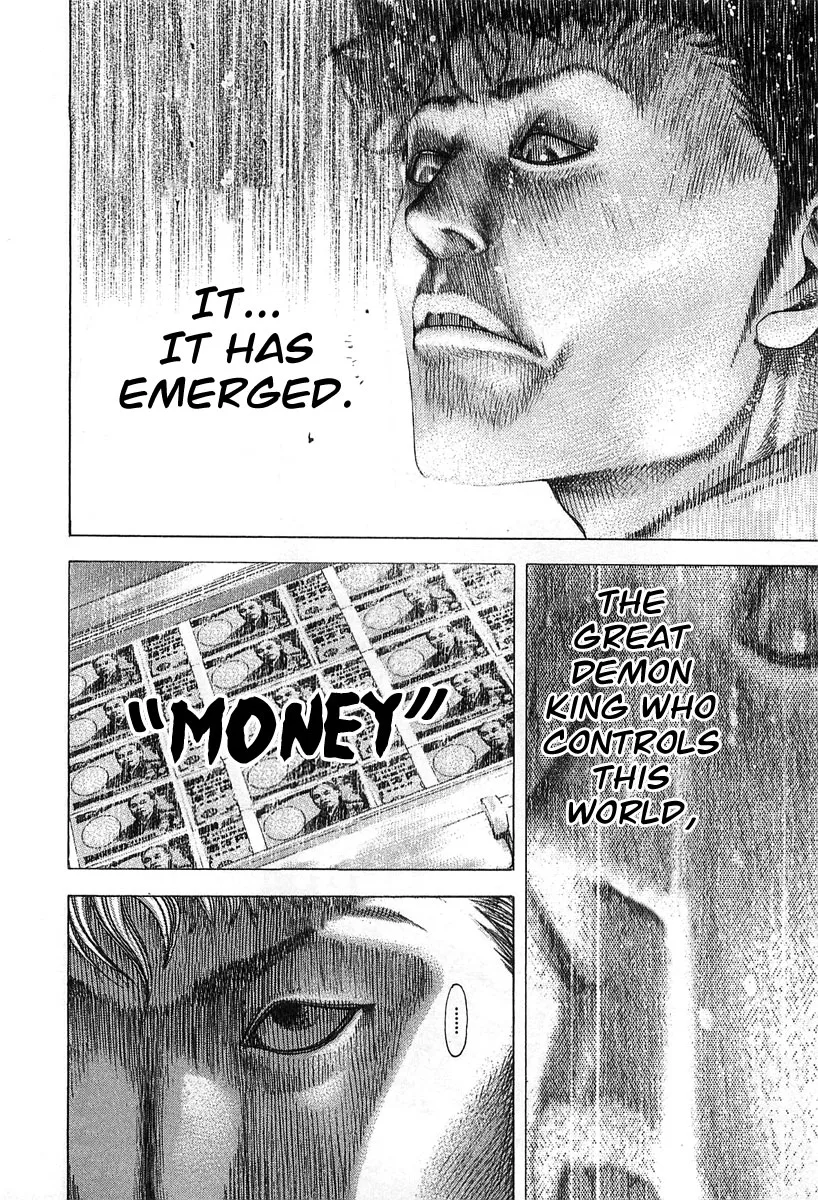 IT...
IT HAS
EMERGED.
THE
GREAT
DEMON
KING WHO
CONTROLS
THIS
WORLD,
"MONEY"
......